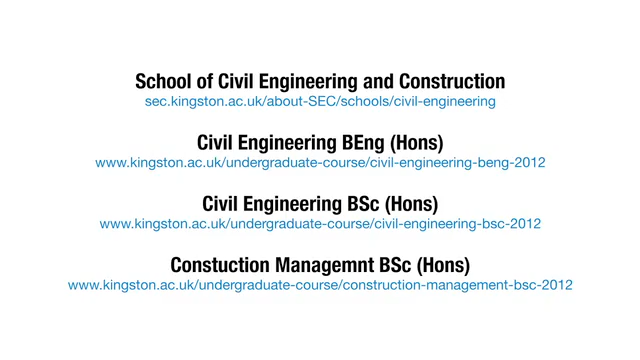 School of Civil Engineering and Construction
sec.kingston.ac.uk/about-SEC/schools/civil-engineering
Civil Engineering BEng (Hons)
www.kingston.ac.uk/undergraduate-course/civil-engineering-beng-2012
Civil Engineering BSc (Hons)
www.kingston.ac.uk/undergraduate-course/civil-engineering-bsc-2012
Constuction Managemnt BSc (Hons)
www.kingston.ac.uk/undergraduate-course/construction-management-bsc-2012